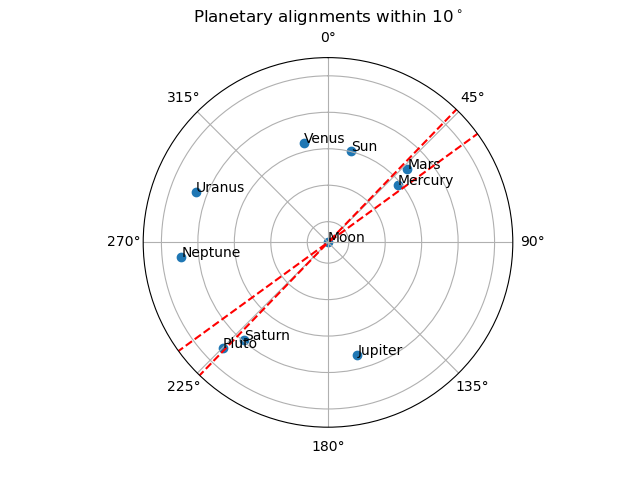 Planetary alignments within 10°
0°
315°
45°
Venus
Sun
Mars
Mercury
Uranus
Moon
270°
90°
Neptune
Saturn
Pluto
Jupiter
225°
135°
180°